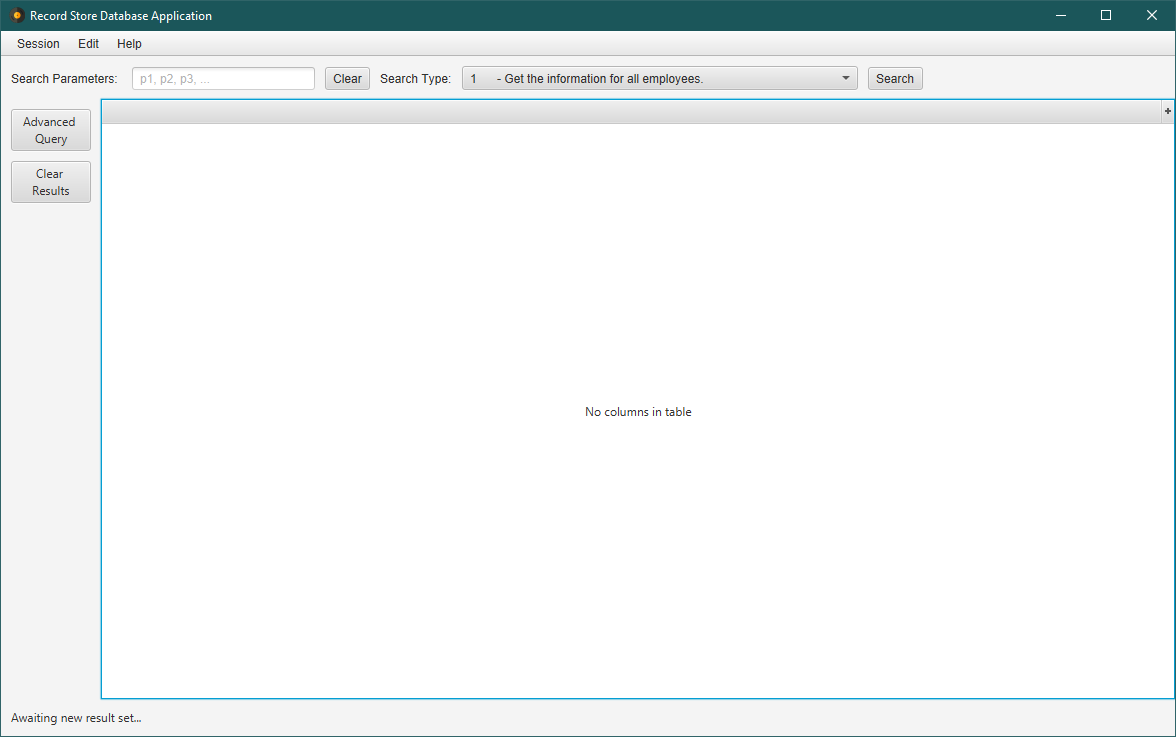 Record Store Database Application
Session Edit Help
Search Parameters: p1, p2, p3, ... Clear Search Type: 1 - Get the information for all employees. Search
Advanced
Query
+
Clear
Results
No columns in table
Awaiting new result set...